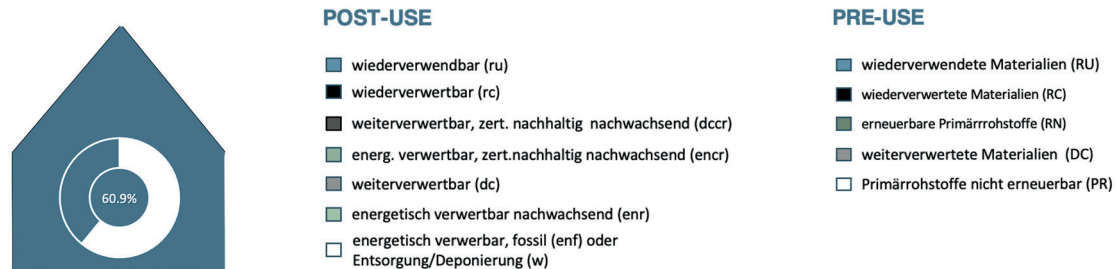 POST-USE
wiederverwendbar (ru)
wiederverwertbar (rc)
weiterverwertbar, zert. nachhaltig nachwachsend (dccr)
energ. verwertbar, zert.nachhaltig nachwachsend (encr)
weiterverwertbar (dc)
energetisch verwertbar nachwachsend (enr)
energetisch verwerbar, fossil (enf) oder
Entsorgung/Deponierung (w)
PRE-USE
wiederverwendete Materialien (RU)
wiederverwertete Materialien (RC)
erneuerbare Primärrrohstoffe (RN)
weiterverwertete Materialien (DC)
Primärrohstoffe nicht erneuerbar (PR)
60.9%